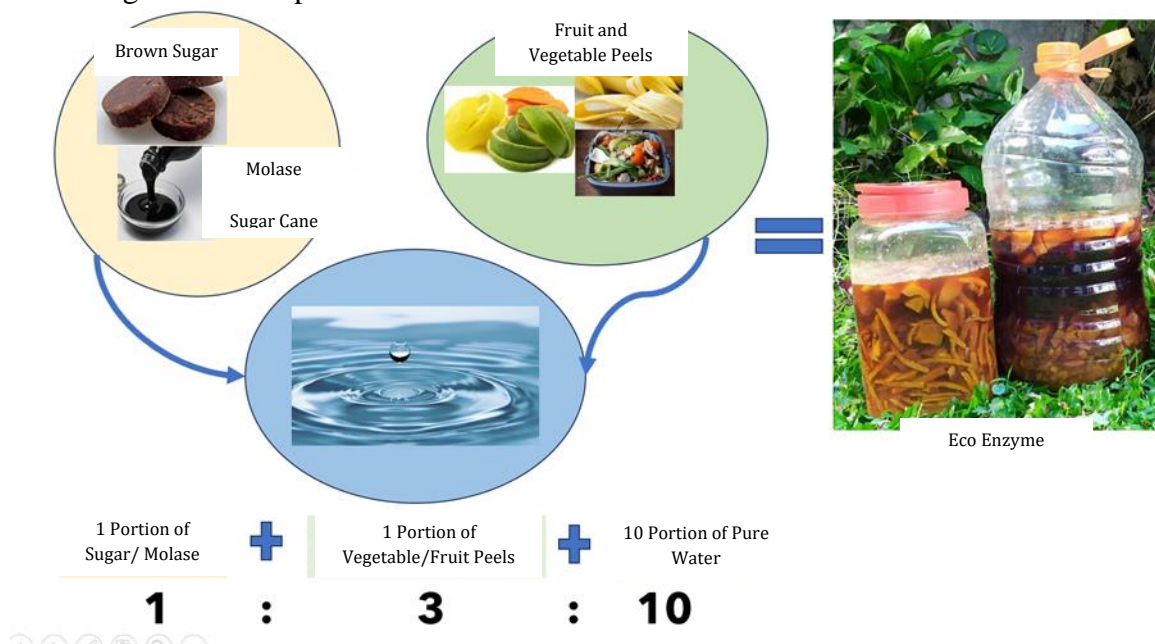 Brown Sugar
Molase
Sugar Cane
Fruit and
Vegetable Peels
Eco Enzyme
1 Portion of
Sugar/ Molase
1 Portion of
Vegetable/Fruit Peels
10 Portion of Pure
Water
1 : 3 : 10